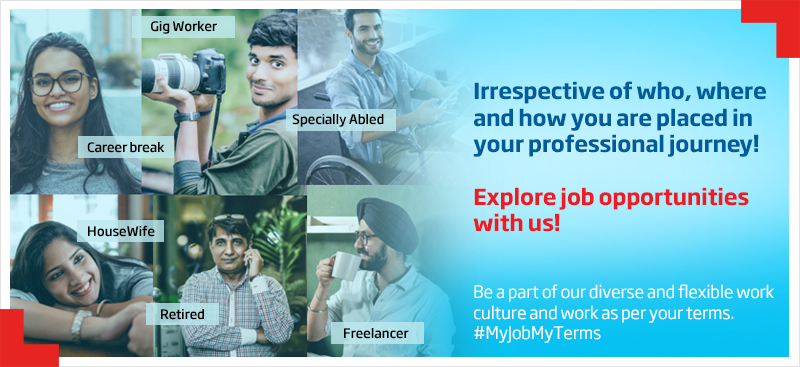 Gig Worker
Career break
Specially Abled
HouseWife
Retired
Freelancer
Irrespective of who, where
and how you are placed in
your professional journey!
Explore job opportunities
with us!
Be a part of our diverse and flexible work
culture and work as per your terms.
#MyJobMyTerms